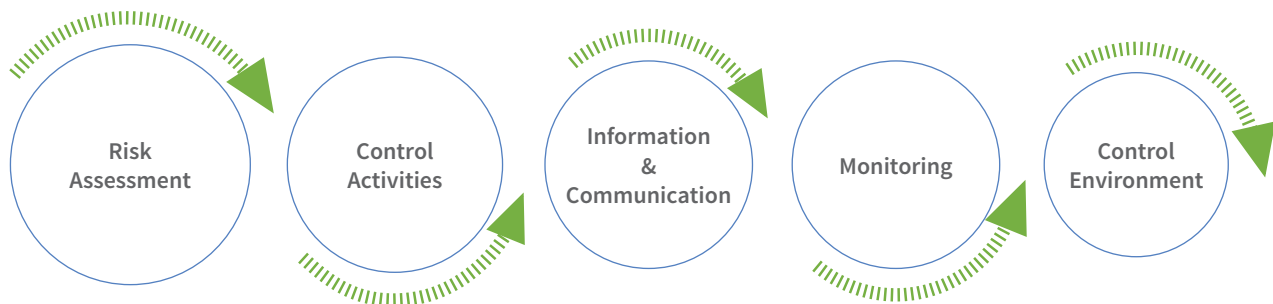 Risk
Assessment
Control
Activities
Information
&
Communication
Monitoring
Control
Environment